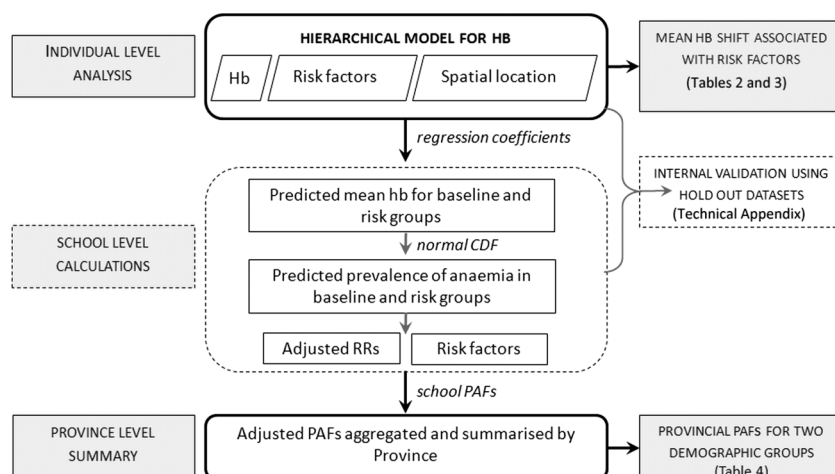 INDIVIDUAL LEVEL
ANALYSIS
HIERARCHICAL MODEL FOR HB
Hb
Risk factors
Spatial location
MEAN HB SHIFT ASSOCIATED
WITH RISK FACTORS
(Tables 2 and 3)
regression coefficients
INTERNAL VALIDATION USING
HOLD OUT DATASETS
(Technical Appendix)
SCHOOL LEVEL
CALCULATIONS
Predicted mean hb for baseline and
risk groups
normal CDF
Predicted prevalence of anaemia in
baseline and risk groups
Adjusted RRs
Risk factors
school PAFs
PROVINCE LEVEL
SUMMARY
Adjusted PAFs aggregated and summarised by
Province
PROVINCIAL PAFS FOR TWO
DEMOGRAPHIC GROUPS
(Table 4)